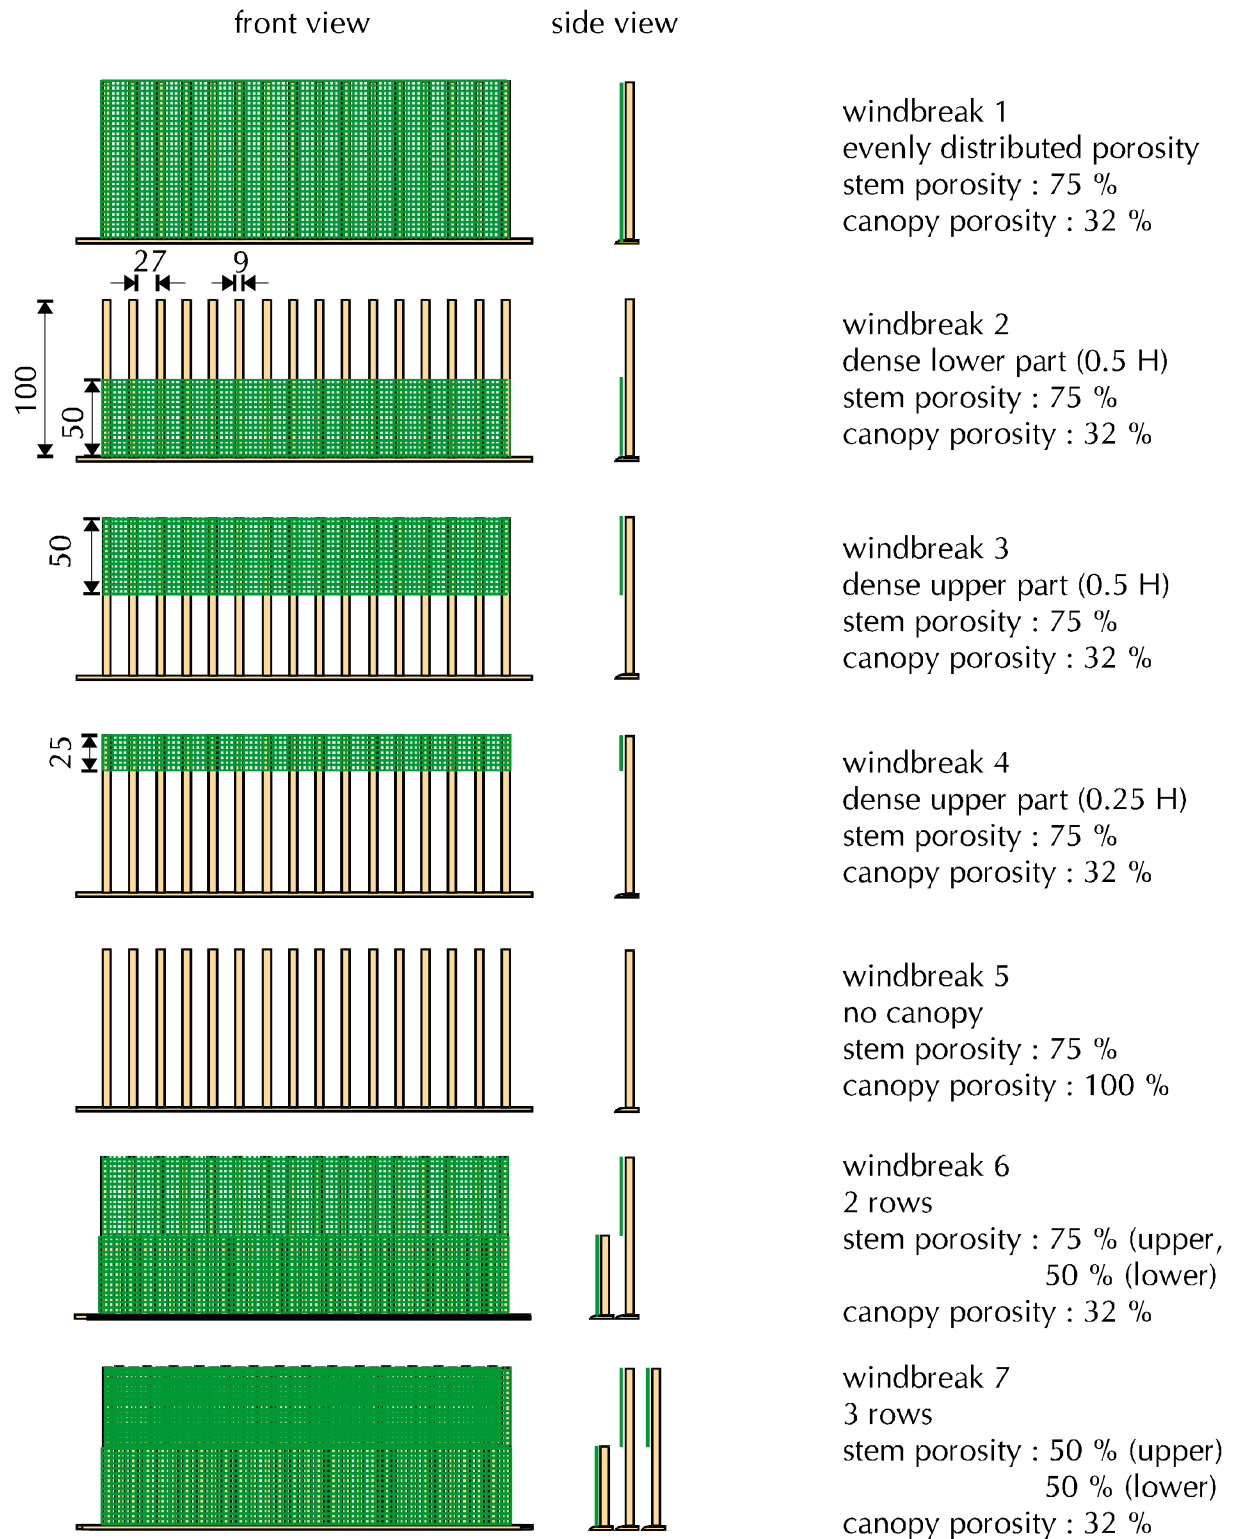 front view
side view
windbreak 1
evenly distributed porosity
stem porosity : 75 %
canopy porosity : 32 %
27
9
100
50
windbreak 2
dense lower part (0.5 H)
stem porosity : 75 %
canopy porosity : 32 %
50
windbreak 3
dense upper part (0.5 H)
stem porosity : 75 %
canopy porosity : 32 %
25
windbreak 4
dense upper part (0.25 H)
stem porosity : 75 %
canopy porosity : 32 %
windbreak 5
no canopy
stem porosity : 75 %
canopy porosity : 100 %
windbreak 6
2 rows
stem porosity : 75 % (upper,
50 % (lower)
canopy porosity : 32 %
windbreak 7
3 rows
stem porosity : 50 % (upper)
50 % (lower)
canopy porosity : 32 %